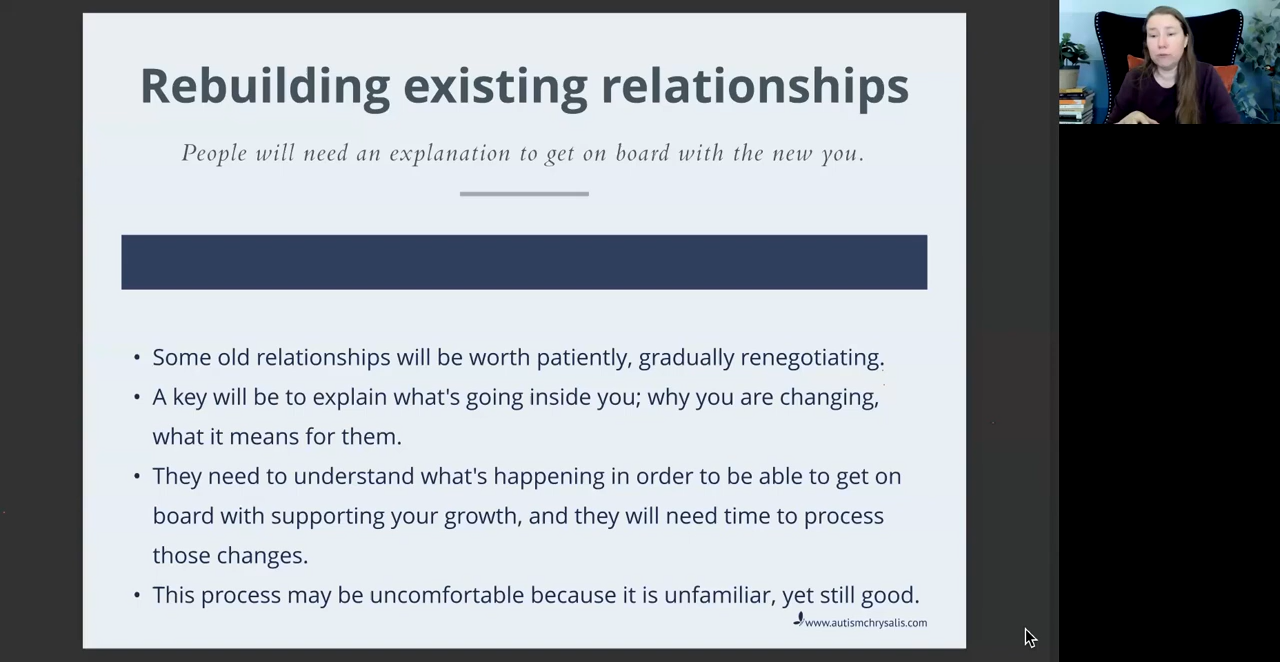 Rebuilding existing relationships
People will need an explanation to get on board with the new you.
• Some old relationships will be worth patiently, gradually renegotiating.
• A key will be to explain what's going inside you; why you are changing,
what it means for them.
• They need to understand what's happening in order to be able to get on
board with supporting your growth, and they will need time to process
those changes.
• This process may be uncomfortable because it is unfamiliar, yet still good.
www.autismchrysalis.com